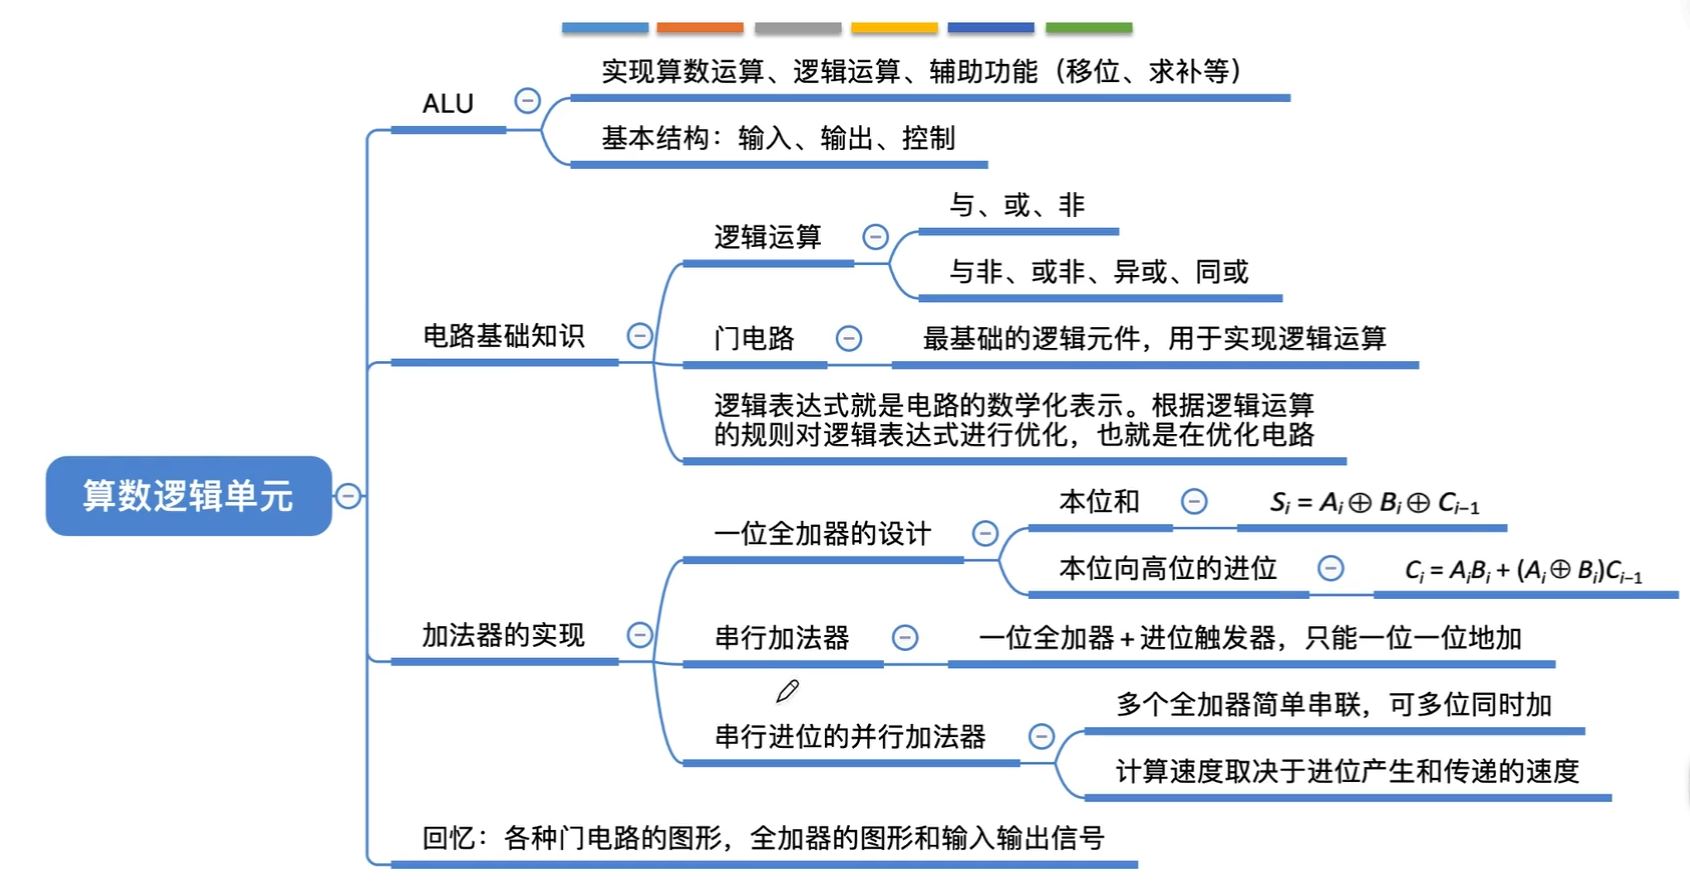 ALU
实现算数运算、逻辑运算、辅助功能（移位、求补等）
基本结构：输入、输出、控制
电路基础知识
逻辑运算
与、或、非
与非、或非、异或、同或
门电路
最基础的逻辑元件，用于实现逻辑运算
逻辑表达式就是电路的数学化表示。根据逻辑运算
的规则对逻辑表达式进行优化，也就是在优化电路
算数逻辑单元
加法器的实现
一位全加器的设计
本位和
Sᵢ = Aᵢ ⊕ Bᵢ ⊕ Cᵢ₋₁
本位向高位的进位
Cᵢ = AᵢBᵢ + (Aᵢ ⊕ Bᵢ)Cᵢ₋₁
串行加法器
一位全加器 + 进位触发器，只能一位一位地加
串行进位的并行加法器
多个全加器简单串联，可多位同时加
计算速度取决于进位产生和传递的速度
回忆：各种门电路的图形，全加器的图形和输入输出信号